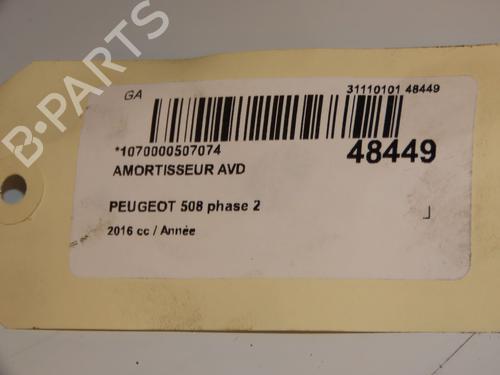 B-PARTS
GA
31110101 48449
*1070000507074
48449
AMORTISSEUR AVD
PEUGEOT 508 phase 2
2016 cc / Année